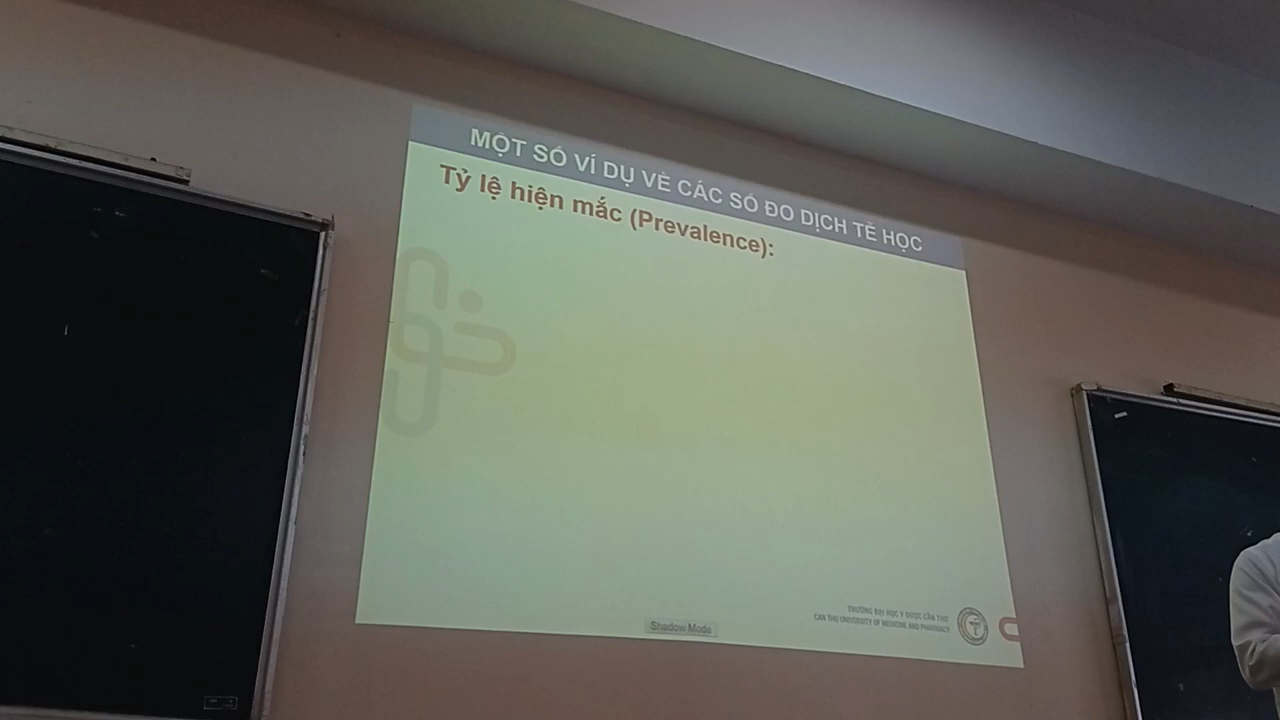 MỘT SỐ VÍ DỤ VỀ CÁC SỐ ĐO DỊCH TỄ HỌC
Tỷ lệ hiện mắc (Prevalence):
TRƯỜNG ĐẠI HỌC Y DƯỢC CẦN THƠ
CAN THO UNIVERSITY OF MEDICINE AND PHARMACY
Shadow Mode